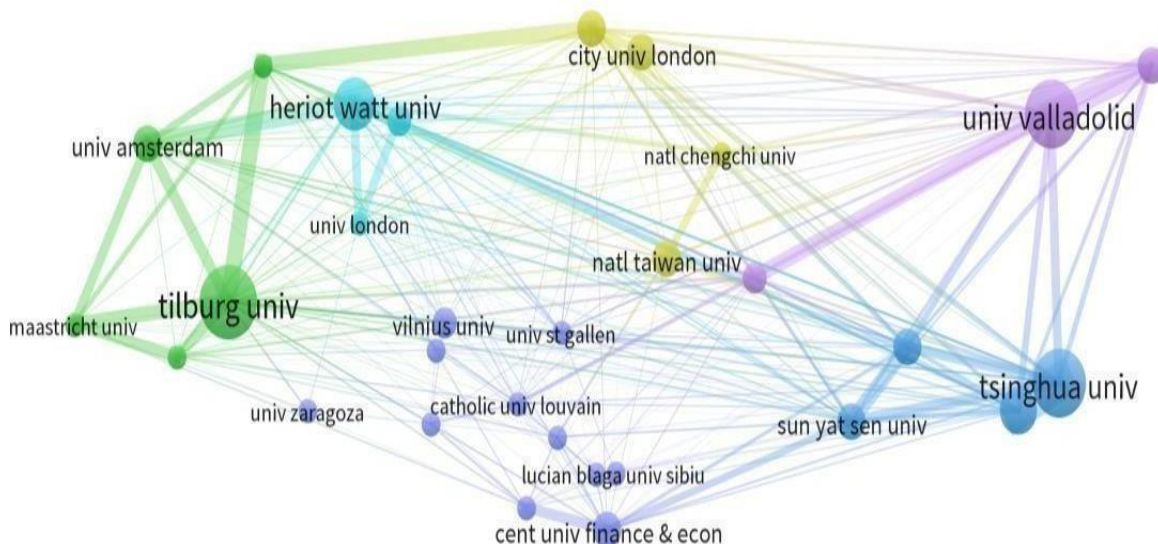 city univ london
heriot watt univ
univ valladolid
univ amsterdam
natl chengchi univ
univ london
natl taiwan univ
tilburg univ
maastricht univ
vilnius univ
univ st gallen
tsinghua univ
univ zaragoza
catholic univ louvain
sun yat sen univ
lucian blaga univ sibiu
cent univ finance & econ